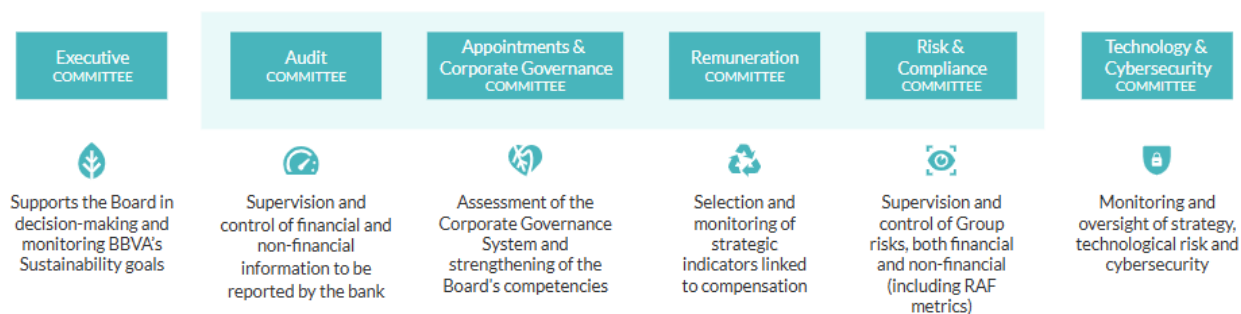 Executive
COMMITTEE
Audit
COMMITTEE
Appointments &
Corporate Governance
COMMITTEE
Remuneration
COMMITTEE
Risk &
Compliance
COMMITTEE
Technology &
Cybersecurity
COMMITTEE
Supports the Board in
decision-making and
monitoring BBVA's
Sustainability goals
Supervision and
control of financial and
non-financial
information to be
reported by the bank
Assessment of the
Corporate Governance
System and
strengthening of the
Board's competencies
Selection and
monitoring of
strategic
indicators linked
to compensation
Supervision and
control of Group
risks, both financial
and non-financial
(including RAF
metrics)
Monitoring and
oversight of strategy,
technological risk and
cybersecurity